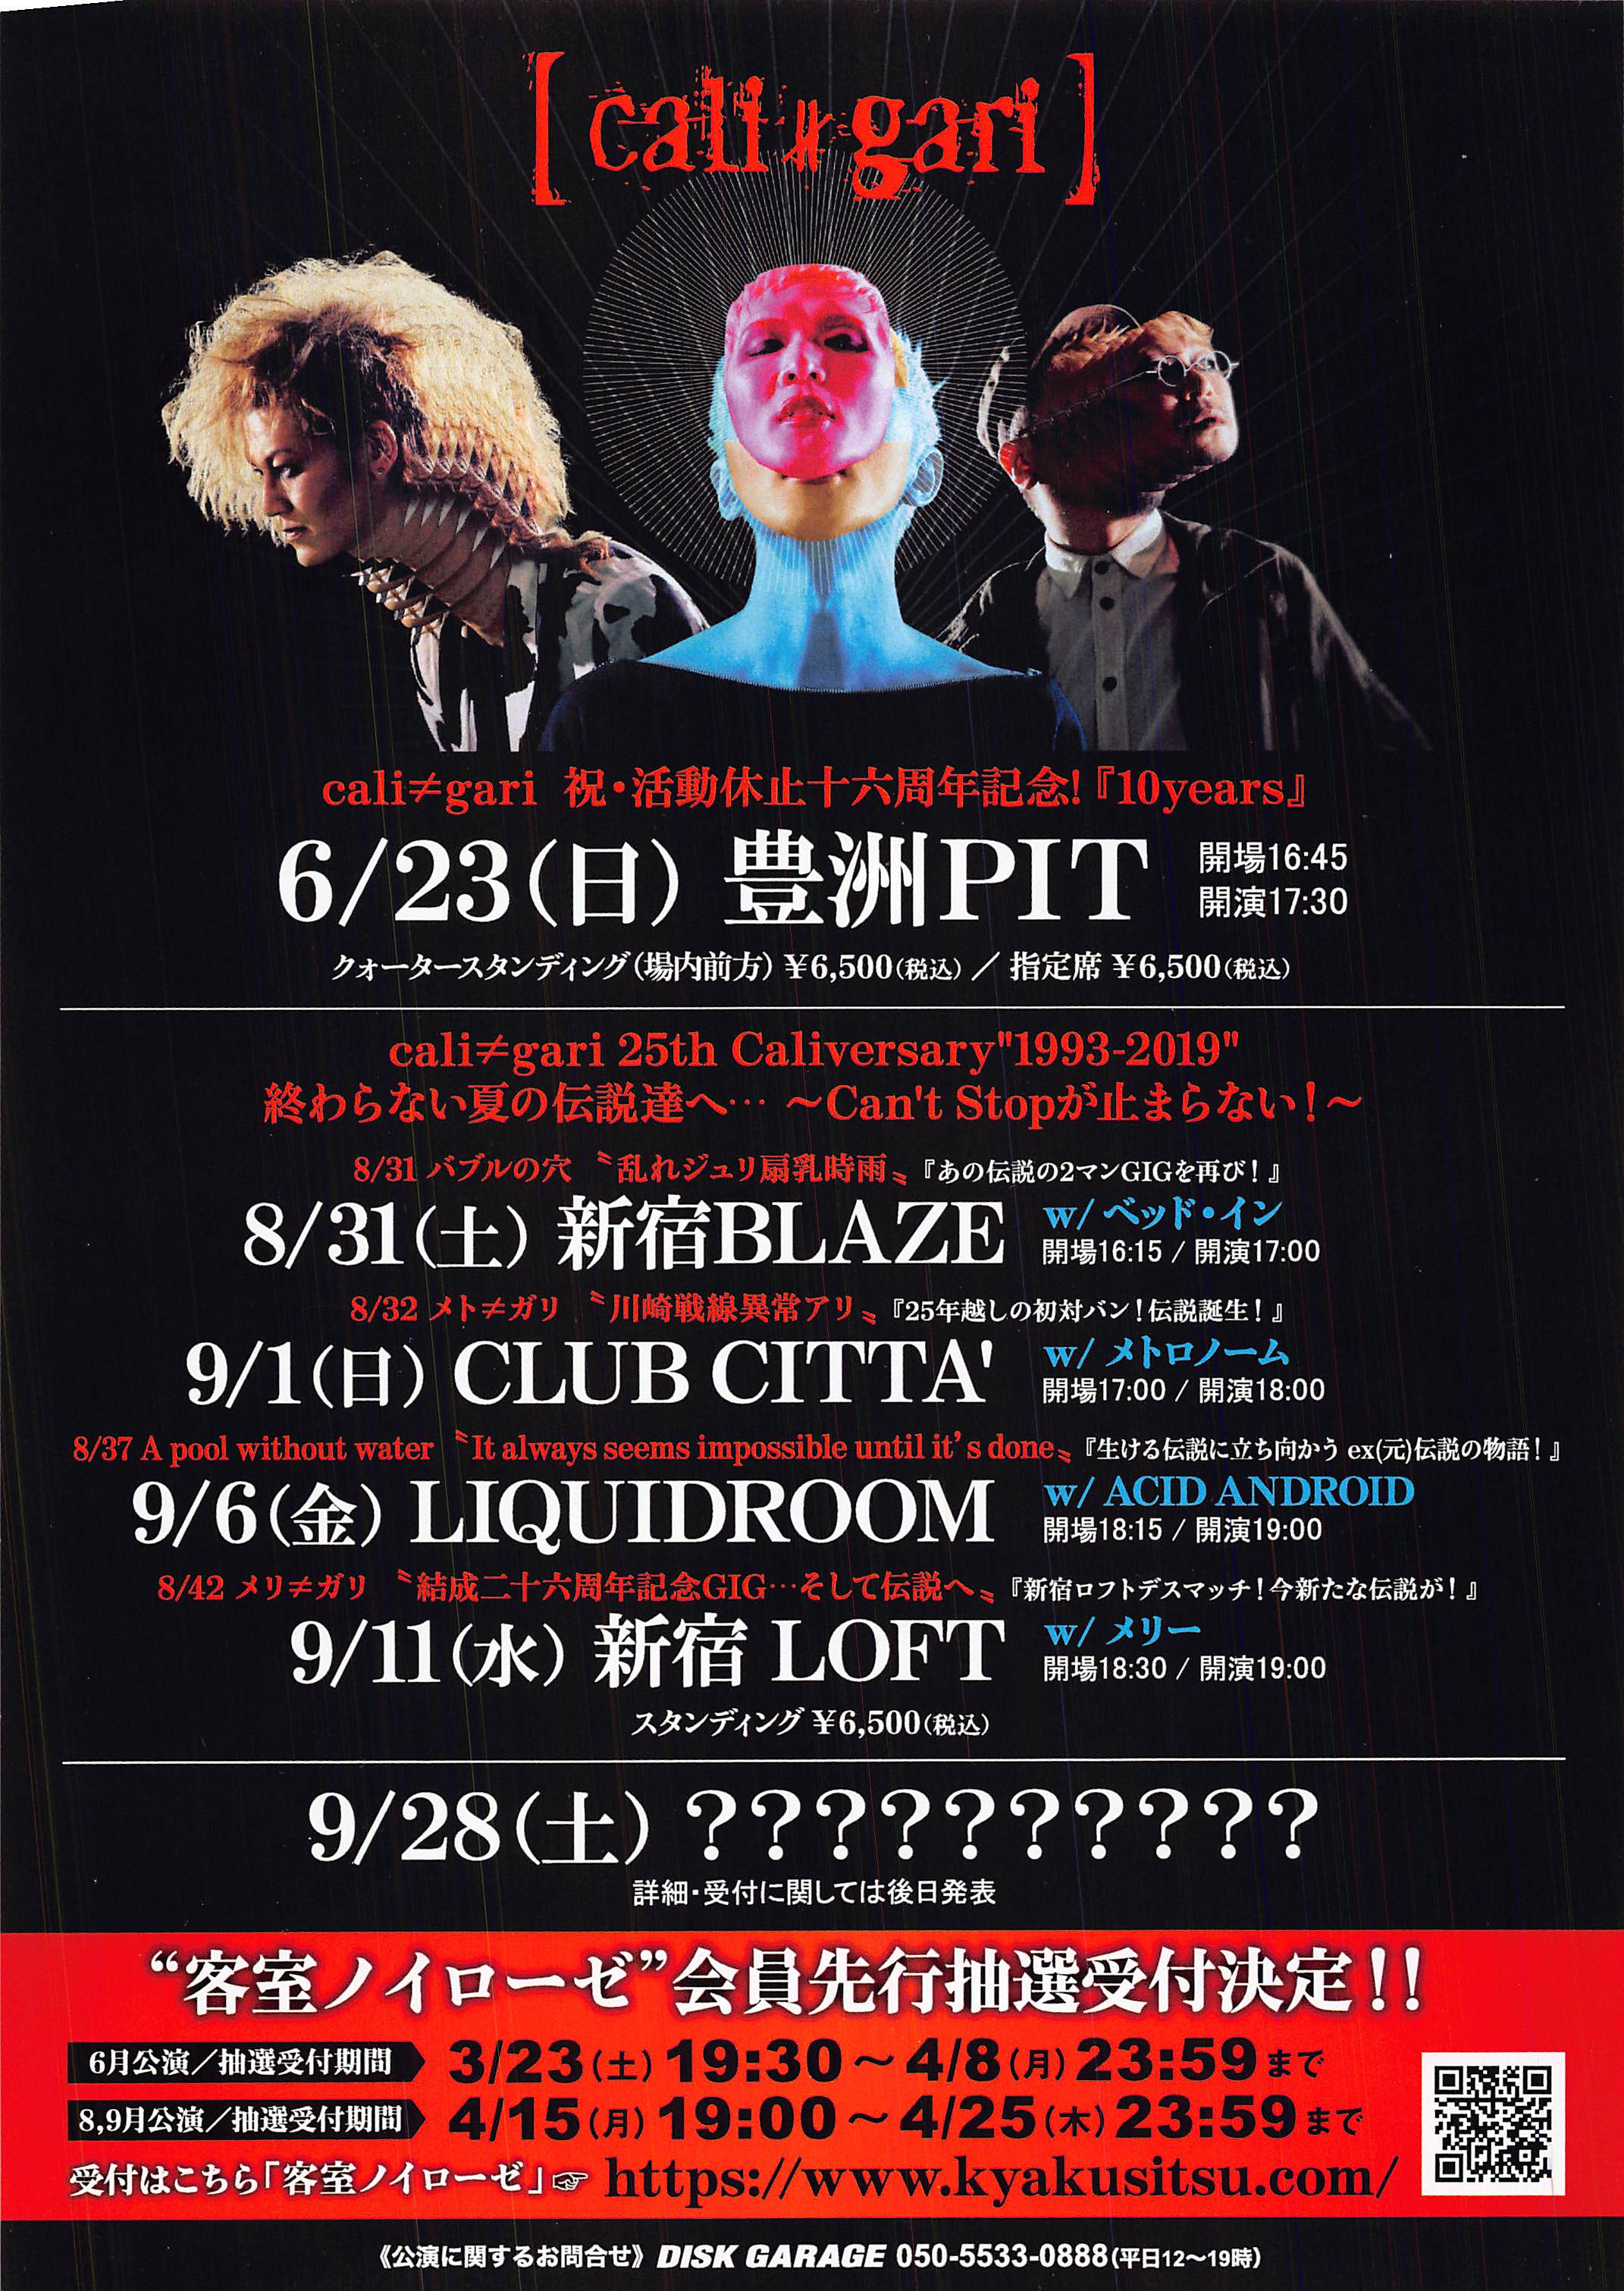 [cali≠gari]
cali≠gari 祝・活動休止十六周年記念!『10years』
6/23(日) 豊洲PIT 開場16:45
開演17:30
クォータースタンディング(場内前方)¥6,500(税込)／指定席 ¥6,500(税込)
cali≠gari 25th Caliversary"1993-2019"
終わらない夏の伝説達へ… 〜Can't Stopが止まらない!〜
8/31 バブルの穴 〝乱れジュリ扇乳時雨〟『あの伝説の2マンGIGを再び！』
8/31(土) 新宿BLAZE w/ ベッド・イン
開場16:15 / 開演17:00
8/32 メト≠ガリ 〝川崎戦線異常アリ〟『25年越しの初対バン！伝説誕生！』
9/1(日) CLUB CITTA' w/ メトロノーム
開場17:00 / 開演18:00
8/37 A pool without water 〝It always seems impossible until it's done〟『生ける伝説に立ち向かう ex(元)伝説の物語！』
9/6(金) LIQUIDROOM w/ ACID ANDROID
開場18:15 / 開演19:00
8/42 メリ≠ガリ 〝結成二十六周年記念GIG…そして伝説へ〟『新宿ロフトデスマッチ！今新たな伝説が！』
9/11(水) 新宿 LOFT w/ メリー
開場18:30 / 開演19:00
スタンディング ¥6,500(税込)
9/28(土) ？？？？？？？？？？
詳細・受付に関しては後日発表
“客室ノイローゼ”会員先行抽選受付決定!!
6月公演／抽選受付期間 3/23(土) 19:30〜4/8(月) 23:59まで
8,9月公演／抽選受付期間 4/15(月) 19:00〜4/25(木) 23:59まで
受付はこちら「客室ノイローゼ」☞ https://www.kyakusitsu.com/
《公演に関するお問合せ》DISK GARAGE 050-5533-0888(平日12〜19時)